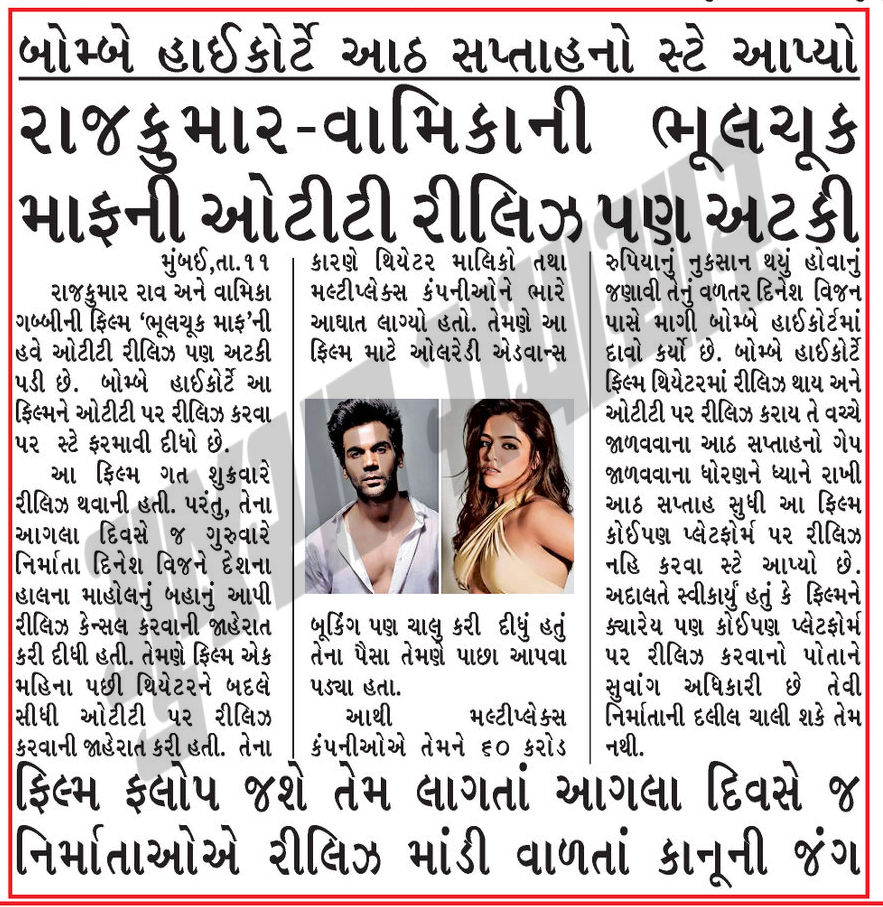 બોમ્બે હાઈકોર્ટે આઠ સપ્તાહનો સ્ટે આપ્યો
રાજકુમાર-વામિકાની ભૂલચૂક
માફની ઓટીટી રીલિઝ પણ અટકી
મુંબઈ,તા.૧૧
રાજકુમાર રાવ અને વામિકા
ગબ્બીની ફિલ્મ ‘ભૂલચૂક માફ’ની
હવે ઓટીટી રીલિઝ પણ અટકી
પડી છે. બોમ્બે હાઈકોર્ટે આ
ફિલ્મને ઓટીટી પર રીલિઝ કરવા
પર સ્ટે ફરમાવી દીધો છે.
આ ફિલ્મ ગત શુક્રવારે
રીલિઝ થવાની હતી. પરંતુ, તેના
આગલા દિવસે જ ગુરુવારે
નિર્માતા દિનેશ વિજને દેશના
હાલના માહોલનું બહાનું આપી
રીલિઝ કેન્સલ કરવાની જાહેરાત
કરી દીધી હતી. તેમણે ફિલ્મ એક
મહિના પછી થિયેટરને બદલે
સીધી ઓટીટી પર રીલિઝ
કરવાની જાહેરાત કરી હતી. તેના
કારણે થિયેટર માલિકો તથા
મલ્ટીપ્લેક્સ કંપનીઓને ભારે
આઘાત લાગ્યો હતો. તેમણે આ
ફિલ્મ માટે ઓલરેડી એડવાન્સ
બૂકિંગ પણ ચાલુ કરી દીધું હતું
તેના પૈસા તેમણે પાછા આપવા
પડ્યા હતા.
આથી મલ્ટીપ્લેક્સ
કંપનીઓએ તેમને ૬૦ કરોડ
રુપિયાનું નુકસાન થયું હોવાનું
જણાવી તેનું વળતર દિનેશ વિજન
પાસે માગી બોમ્બે હાઈકોર્ટમાં
દાવો કર્યો છે. બોમ્બે હાઈકોર્ટે
ફિલ્મ થિયેટરમાં રીલિઝ થાય અને
ઓટીટી પર રીલિઝ કરાય તે વચ્ચે
જાળવવાના આઠ સપ્તાહનો ગેપ
જાળવવાના ધોરણને ધ્યાને રાખી
આઠ સપ્તાહ સુધી આ ફિલ્મ
કોઈપણ પ્લેટફોર્મ પર રીલિઝ
નહિ કરવા સ્ટે આપ્યો છે.
અદાલતે સ્વીકાર્યું હતું કે ફિલ્મને
ક્યારેય પણ કોઈપણ પ્લેટફોર્મ
પર રીલિઝ કરવાનો પોતાને
સુવાંગ અધિકારી છે તેવી
નિર્માતાની દલીલ ચાલી શકે તેમ
નથી.
ફિલ્મ ફલોપ જશે તેમ લાગતાં આગલા દિવસે જ
નિર્માતાઓએ રીલિઝ માંડી વાળતાં કાનૂની જંગ
ગુજરાત સમાચાર